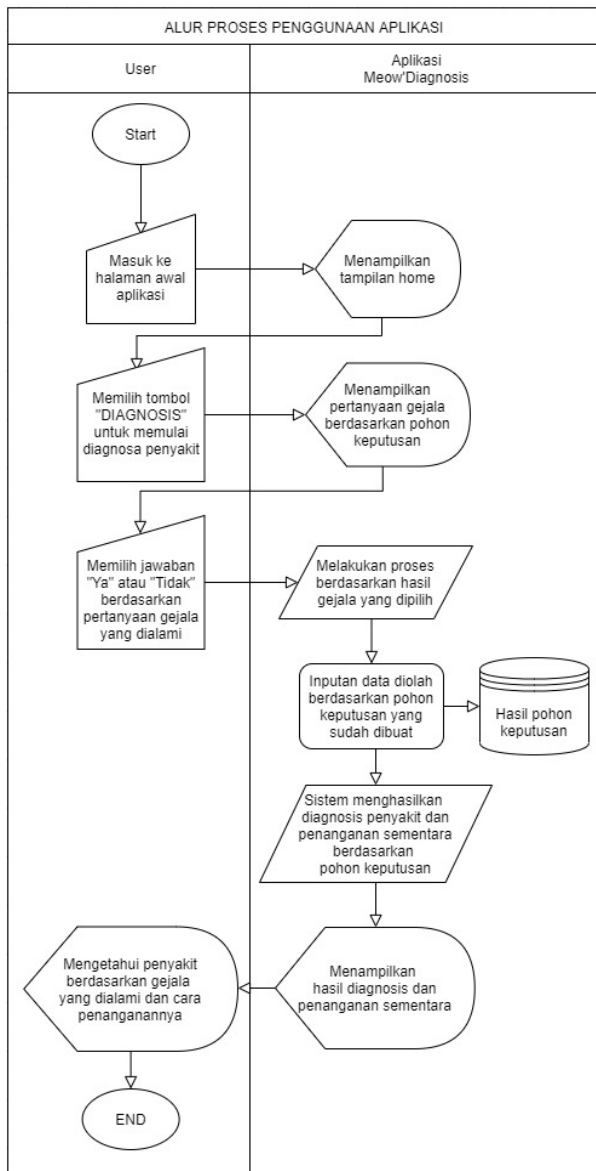 ALUR PROSES PENGGUNAAN APLIKASI
User
Aplikasi
Meow'Diagnosis
Start
Masuk ke
halaman awal
aplikasi
Menampilkan
tampilan home
Memilih tombol
"DIAGNOSIS"
untuk memulai
diagnosa penyakit
Menampilkan
pertanyaan gejala
berdasarkan pohon
keputusan
Memilih jawaban
"Ya" atau "Tidak"
berdasarkan
pertanyaan gejala
yang dialami
Melakukan proses
berdasarkan hasil
gejala yang dipilih
Inputan data diolah
berdasarkan pohon
keputusan yang
sudah dibuat
Hasil pohon
keputusan
Sistem menghasilkan
diagnosis penyakit dan
penanganan sementara
berdasarkan
pohon keputusan
Menampilkan
hasil diagnosis dan
penanganan sementara
Mengetahui penyakit
berdasarkan gejala
yang dialami dan cara
penanganannya
END